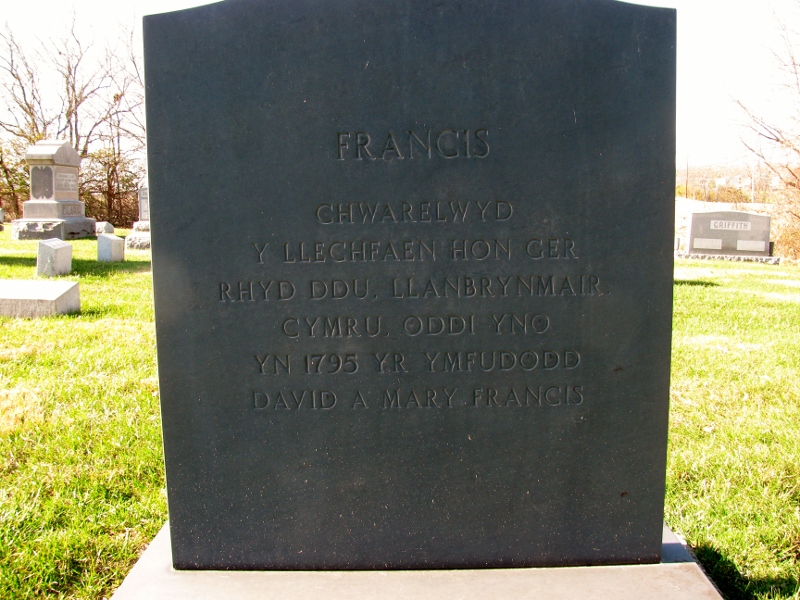 FRANCIS
CHWARELWYD
Y LLECHFAEN HON GER
RHYD DDU, LLANBRYNMAIR,
CYMRU, ODDI YNO
YN 1795 YR YMFUDODD
DAVID A MARY FRANCIS
GRIFFITH